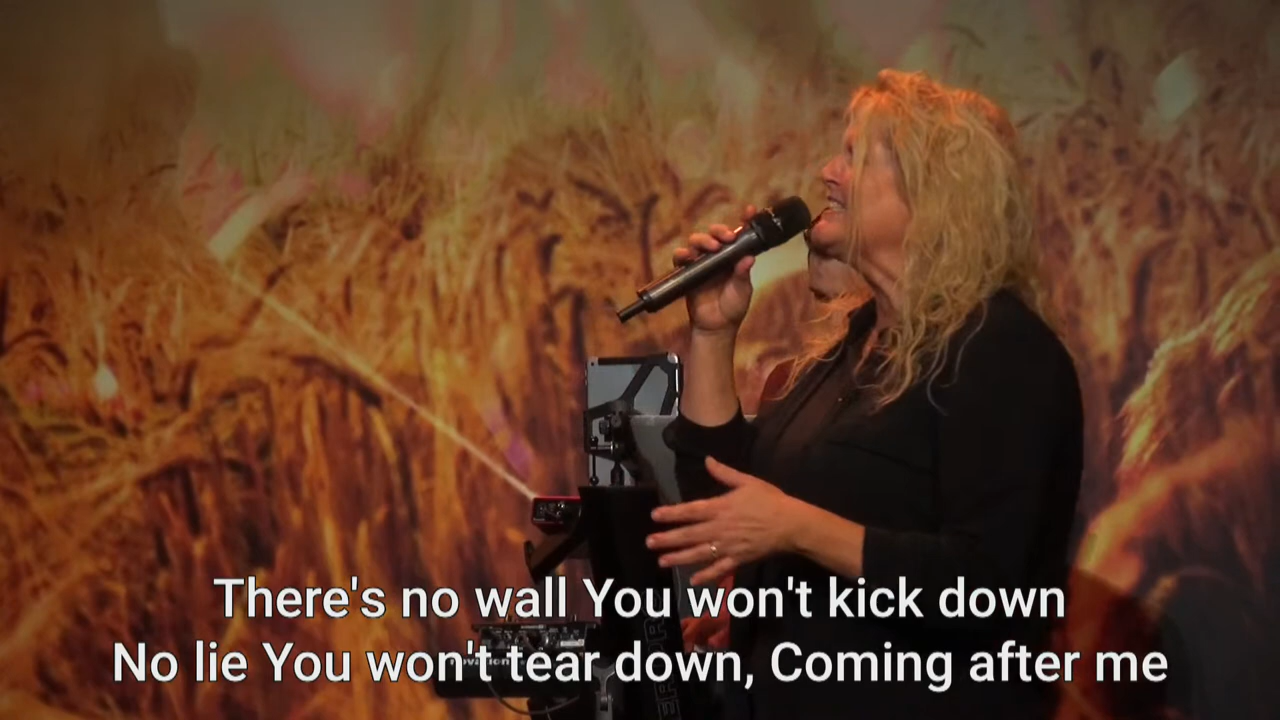 There's no wall You won't kick down
No lie You won't tear down, Coming after me